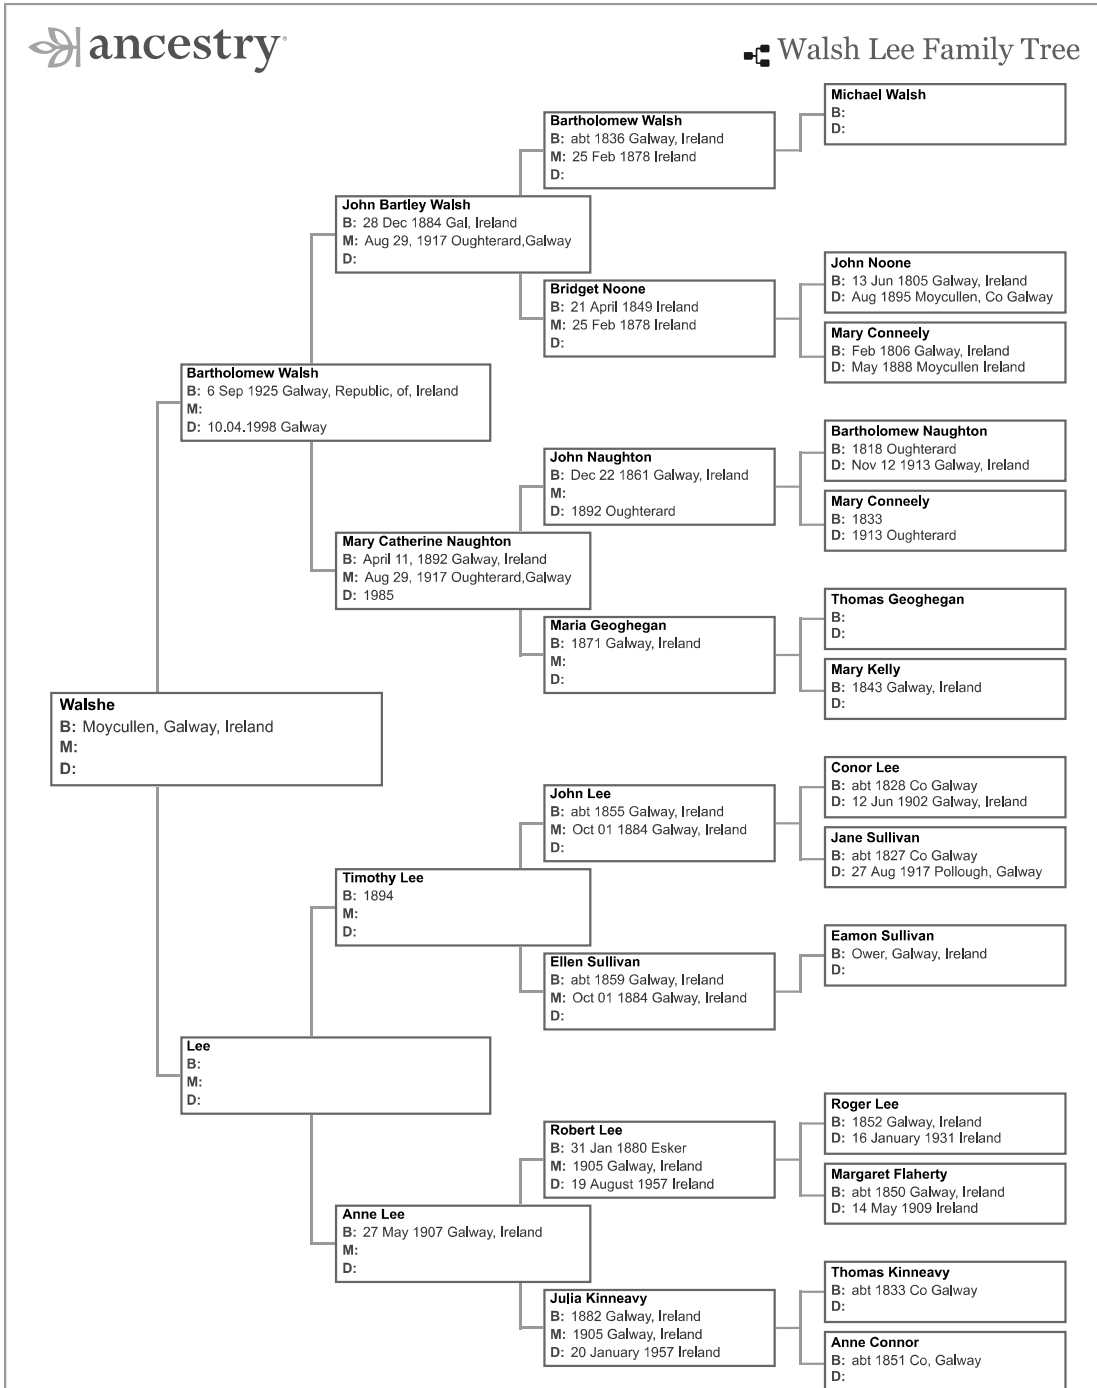 ancestry
Walsh Lee Family Tree
Michael Walsh
B:
D:
Bartholomew Walsh
B: abt 1836 Galway, Ireland
M: 25 Feb 1878 Ireland
D:
John Bartley Walsh
B: 28 Dec 1884 Gal, Ireland
M: Aug 29, 1917 Oughterard,Galway
D:
John Noone
B: 13 Jun 1805 Galway, Ireland
D: Aug 1895 Moycullen, Co Galway
Bridget Noone
B: 21 April 1849 Ireland
M: 25 Feb 1878 Ireland
D:
Mary Conneely
B: Feb 1806 Galway, Ireland
D: May 1888 Moycullen Ireland
Bartholomew Walsh
B: 6 Sep 1925 Galway, Republic, of, Ireland
M:
D: 10.04.1998 Galway
Bartholomew Naughton
B: 1818 Oughterard
D: Nov 12 1913 Galway, Ireland
John Naughton
B: Dec 22 1861 Galway, Ireland
M:
D: 1892 Oughterard
Mary Conneely
B: 1833
D: 1913 Oughterard
Mary Catherine Naughton
B: April 11, 1892 Galway, Ireland
M: Aug 29, 1917 Oughterard,Galway
D: 1985
Thomas Geoghegan
B:
D:
Maria Geoghegan
B: 1871 Galway, Ireland
M:
D:
Mary Kelly
B: 1843 Galway, Ireland
D:
Walshe
B: Moycullen, Galway, Ireland
M:
D:
Conor Lee
B: abt 1828 Co Galway
D: 12 Jun 1902 Galway, Ireland
John Lee
B: abt 1855 Galway, Ireland
M: Oct 01 1884 Galway, Ireland
D:
Jane Sullivan
B: abt 1827 Co Galway
D: 27 Aug 1917 Pollough, Galway
Timothy Lee
B: 1894
M:
D:
Eamon Sullivan
B: Ower, Galway, Ireland
D:
Ellen Sullivan
B: abt 1859 Galway, Ireland
M: Oct 01 1884 Galway, Ireland
D:
Lee
B:
M:
D:
Roger Lee
B: 1852 Galway, Ireland
D: 16 January 1931 Ireland
Robert Lee
B: 31 Jan 1880 Esker
M: 1905 Galway, Ireland
D: 19 August 1957 Ireland
Margaret Flaherty
B: abt 1850 Galway, Ireland
D: 14 May 1909 Ireland
Anne Lee
B: 27 May 1907 Galway, Ireland
M:
D:
Thomas Kinneavy
B: abt 1833 Co Galway
D:
Julia Kinneavy
B: 1882 Galway, Ireland
M: 1905 Galway, Ireland
D: 20 January 1957 Ireland
Anne Connor
B: abt 1851 Co, Galway
D: